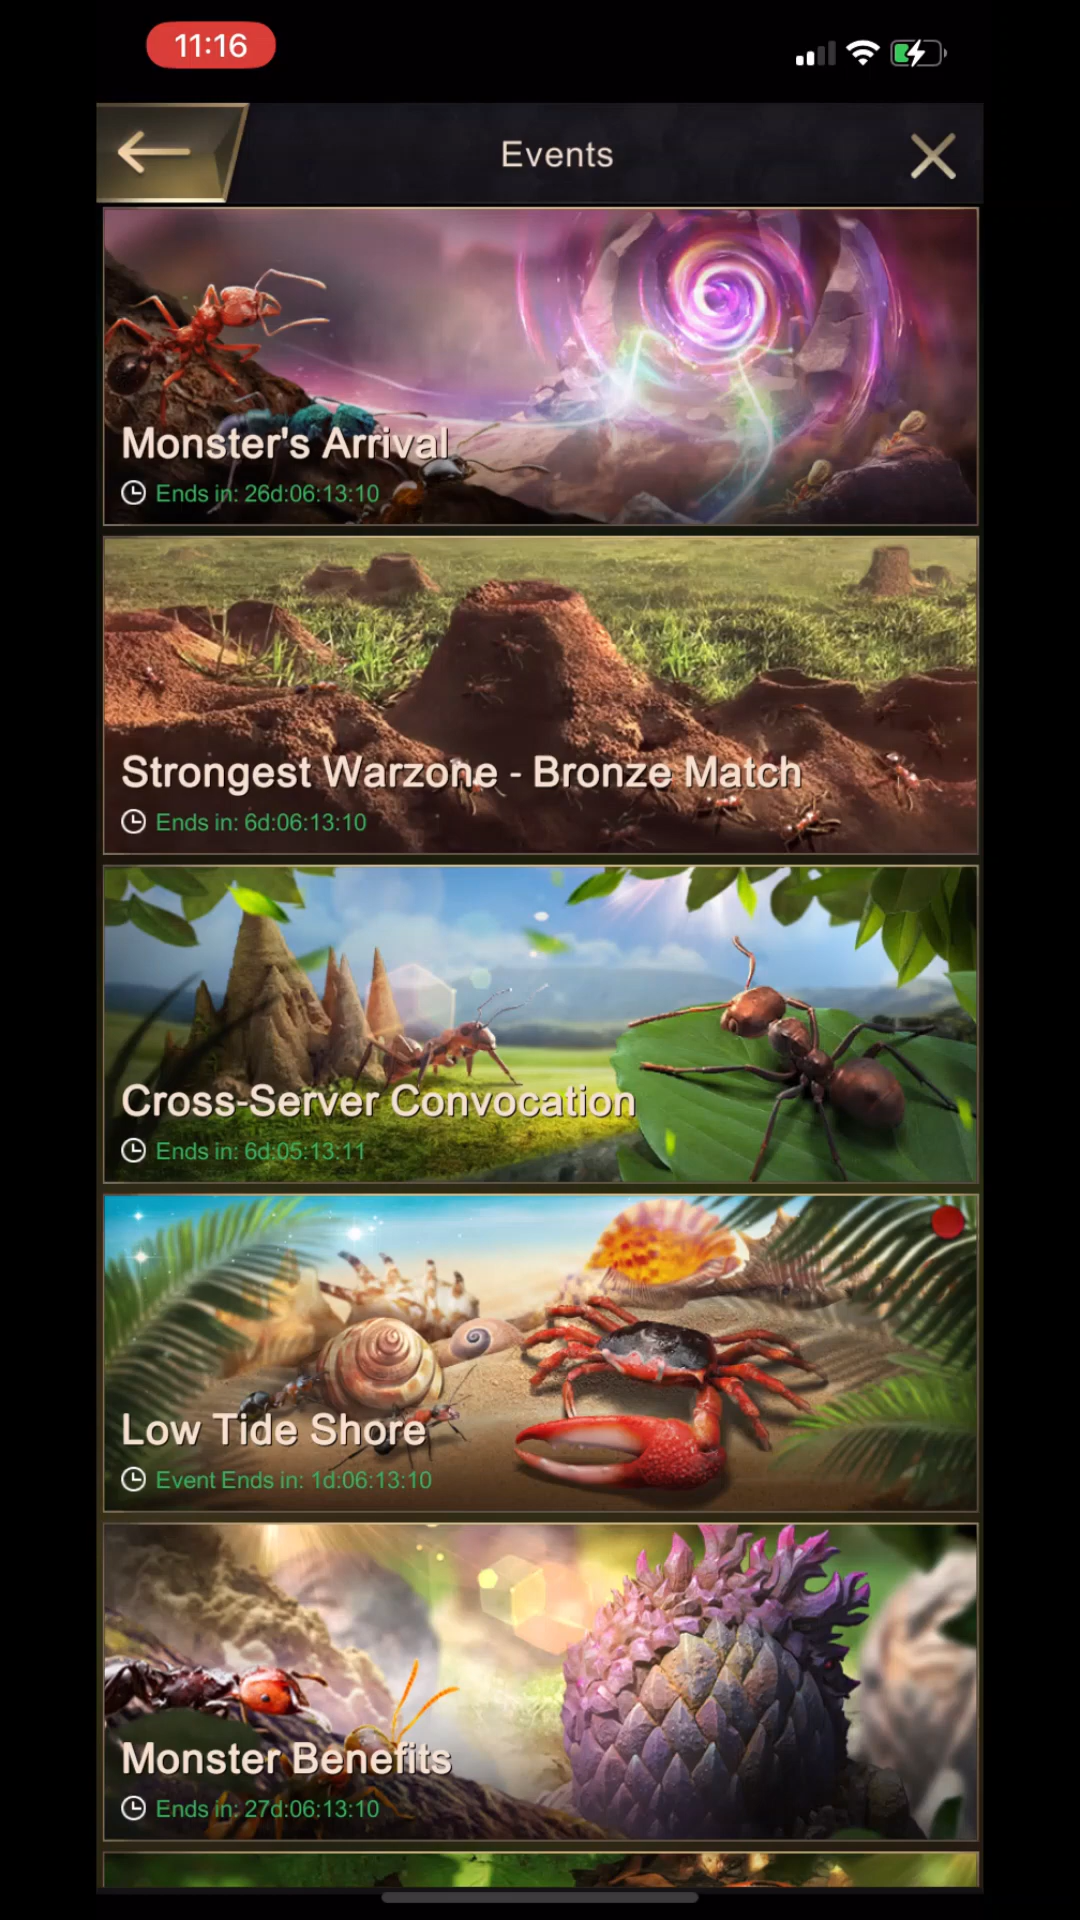 11:16
Events
Monster's Arrival
Ends in: 26d:06:13:10
Strongest Warzone - Bronze Match
Ends in: 6d:06:13:10
Cross-Server Convocation
Ends in: 6d:05:13:11
Low Tide Shore
Event Ends in: 1d:06:13:10
Monster Benefits
Ends in: 27d:06:13:10